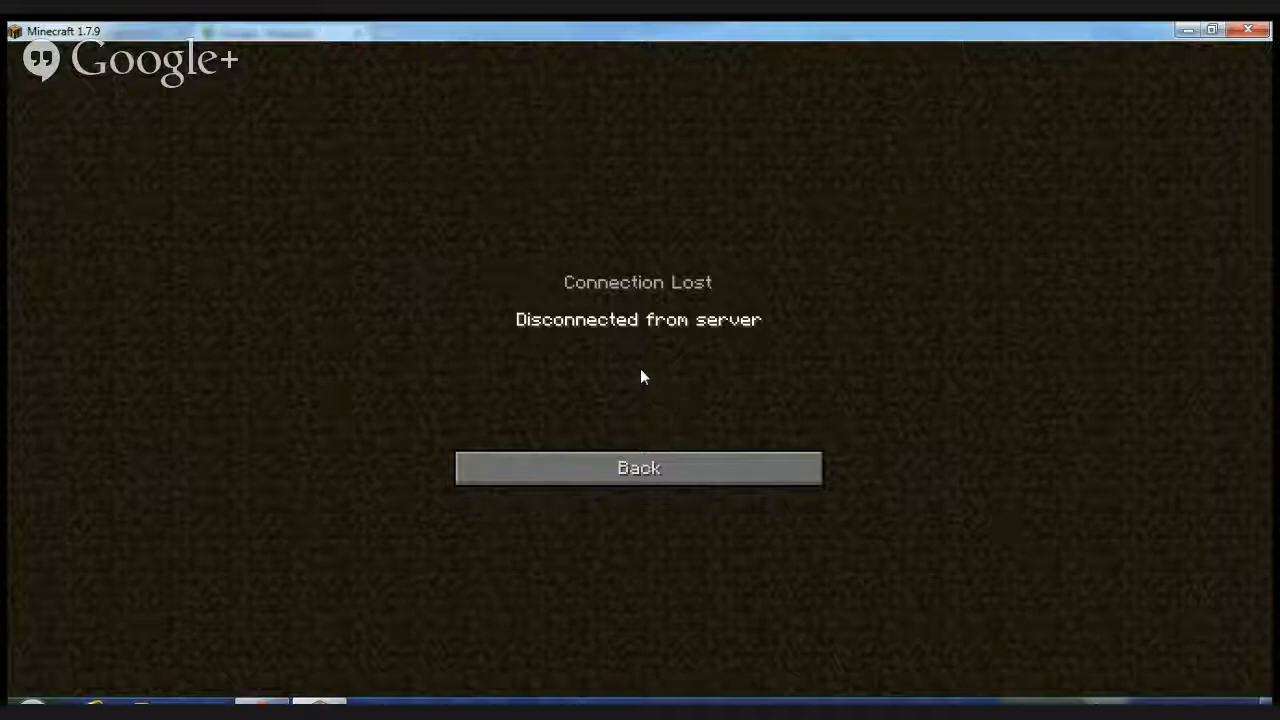 Minecraft 1.7.9
Google+
Connection Lost
Disconnected from server
Back